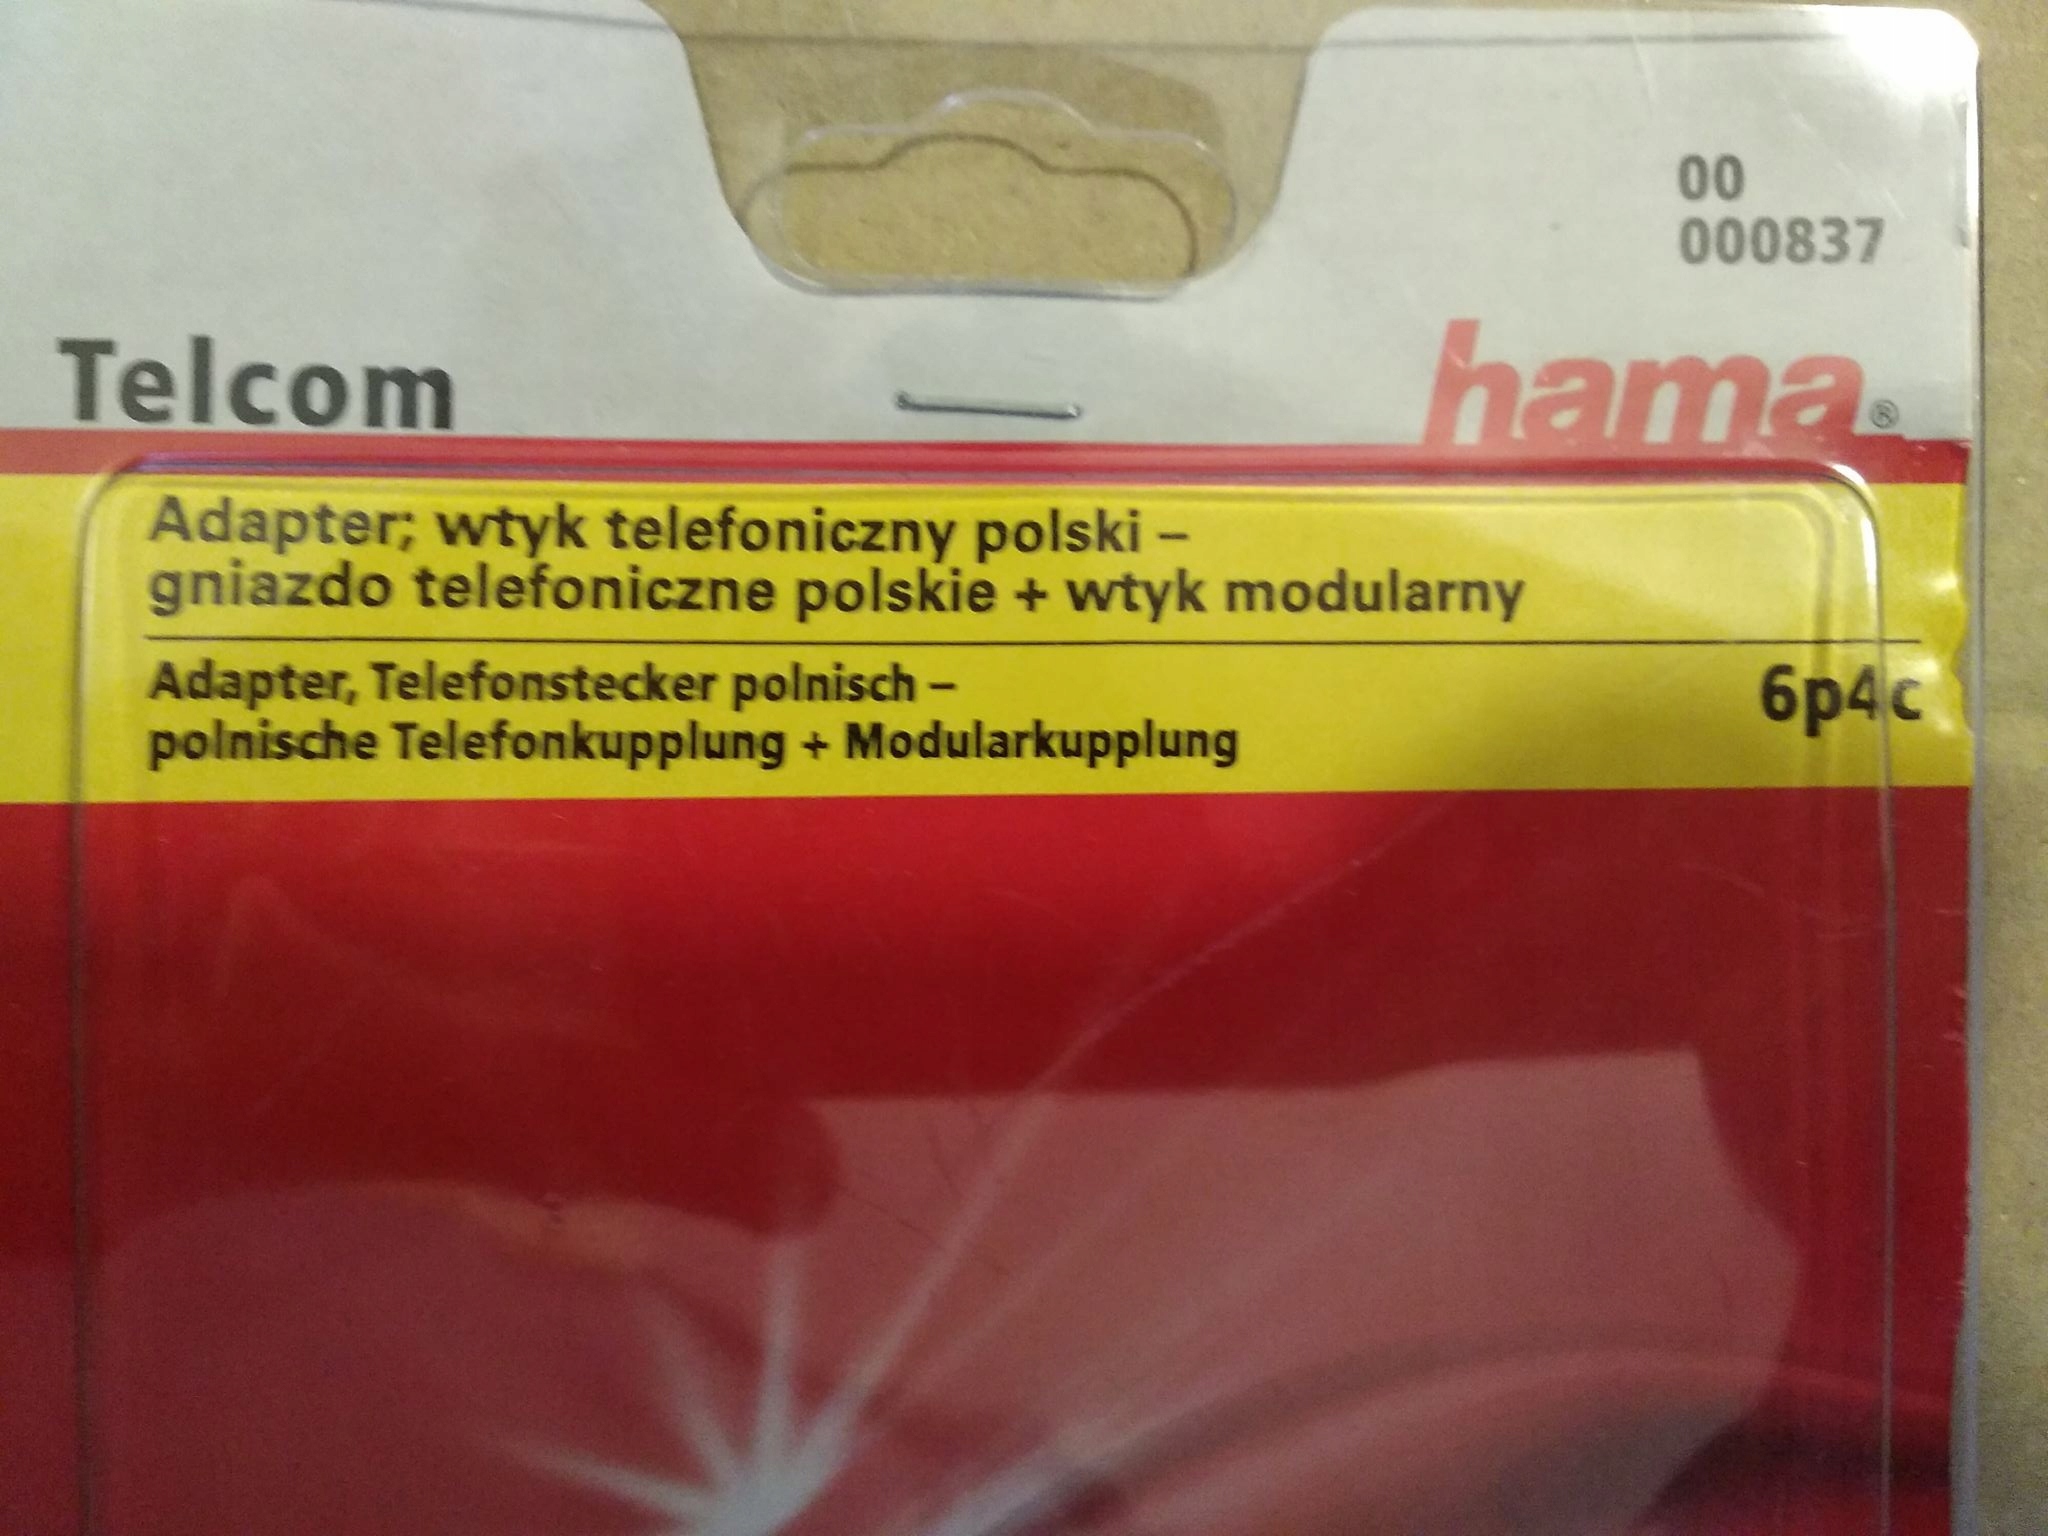 00
000837
Telcom
hama®
Adapter; wtyk telefoniczny polski –
gniazdo telefoniczne polskie + wtyk modularny
Adapter, Telefonstecker polnisch –
polnische Telefonkupplung + Modularkupplung
6p4c